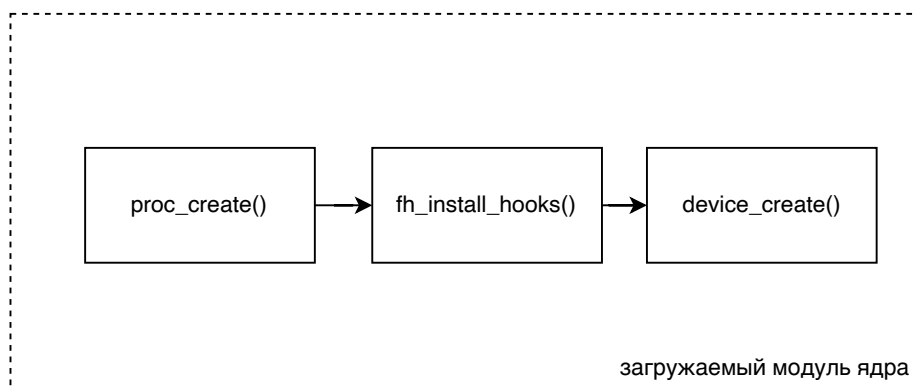 proc_create()
fh_install_hooks()
device_create()
загружаемый модуль ядра